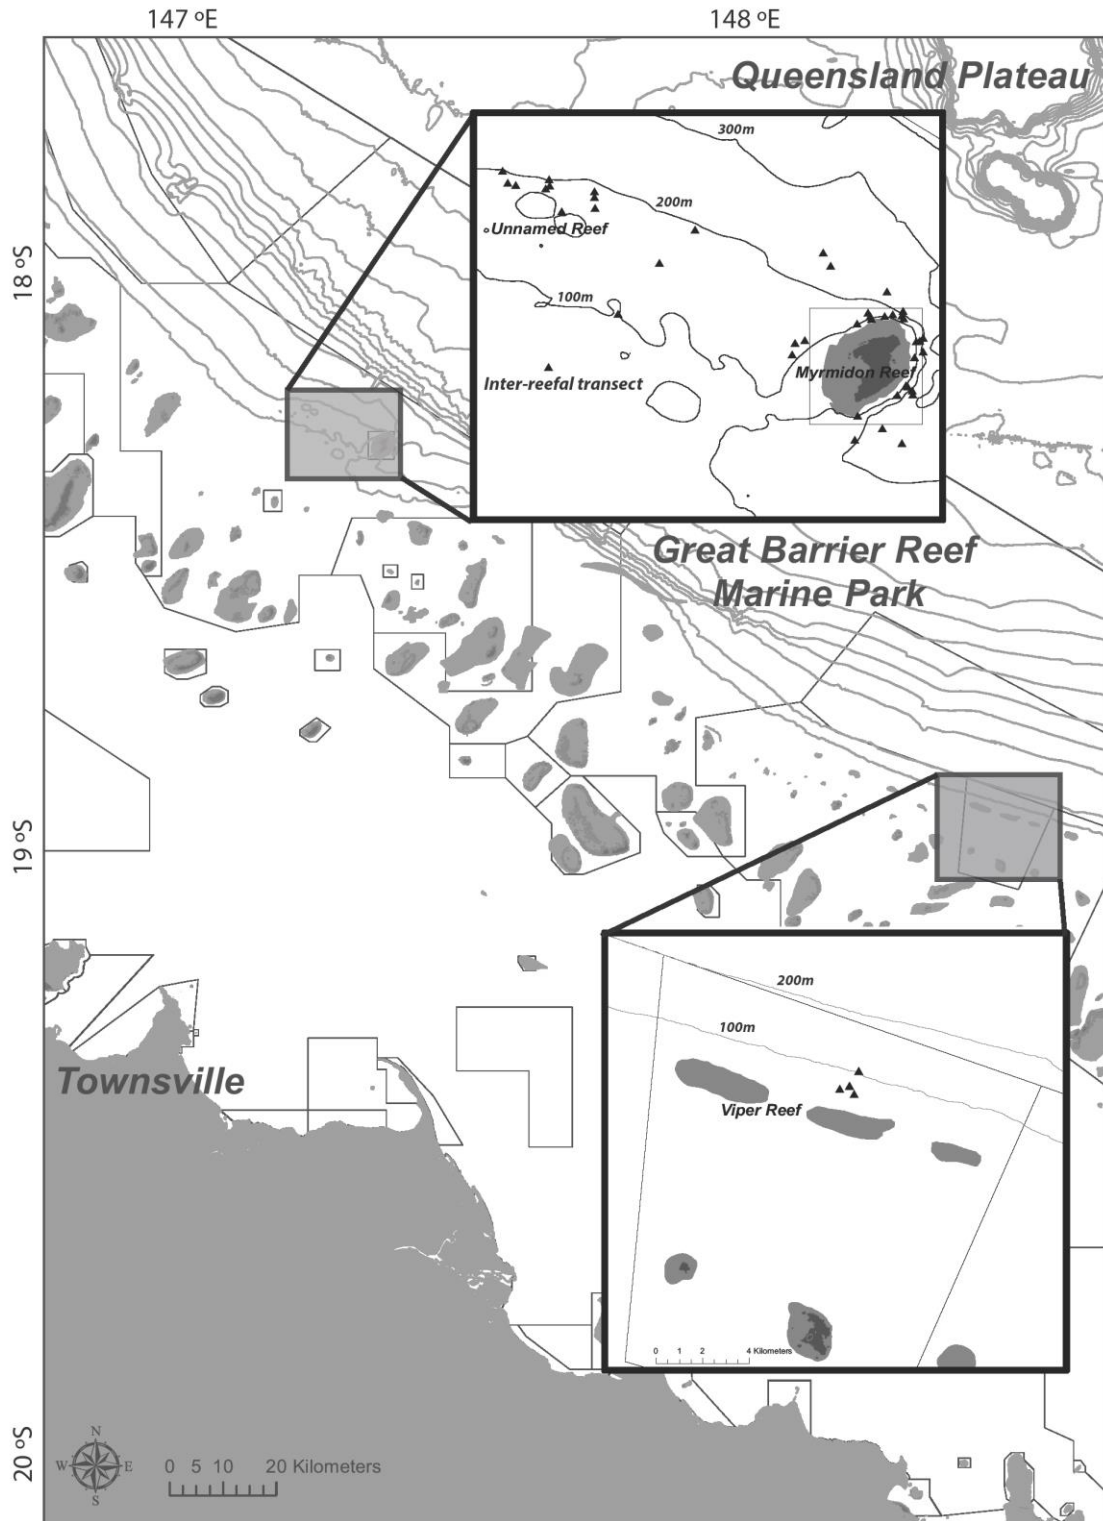 147 ºE
148 ºE
Queensland Plateau
300m
200m
Unnamed Reef
100m
Inter-reefal transect
Myrmidon Reef
18 ºS
Great Barrier Reef
Marine Park
19 ºS
200m
100m
Viper Reef
Townsville
0 1 2 4 Kilometers
20 ºS
N
W E
S
0 5 10 20 Kilometers